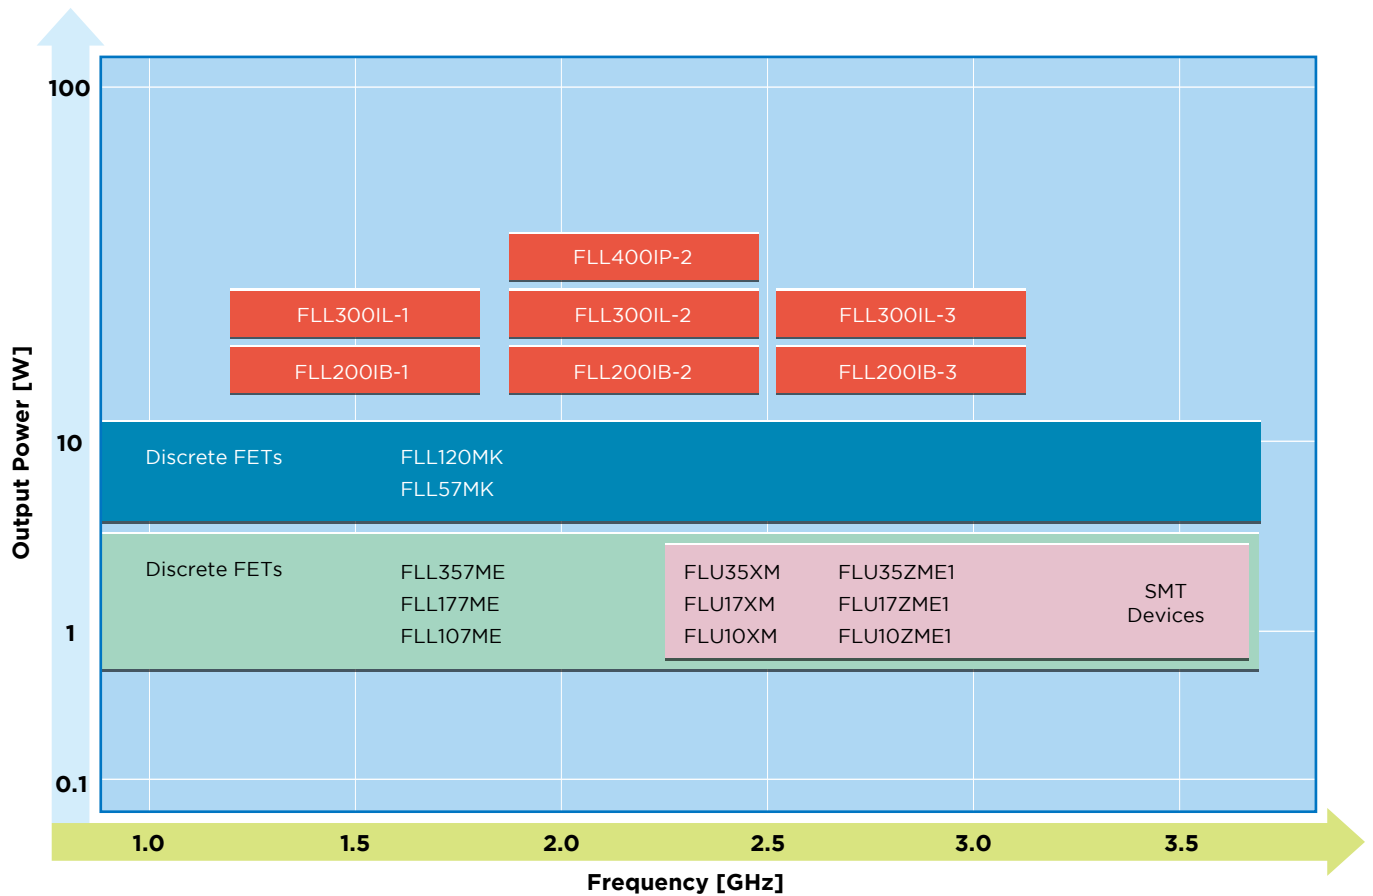 100
FLL400IP-2
FLL300IL-1
FLL300IL-2
FLL300IL-3
FLL200IB-1
FLL200IB-2
FLL200IB-3
Output Power [W]
10
Discrete FETs
FLL120MK
FLL57MK
Discrete FETs
FLL357ME
FLL177ME
FLL107ME
FLU35XM
FLU17XM
FLU10XM
FLU35ZME1
FLU17ZME1
FLU10ZME1
SMT
Devices
1
0.1
1.0
1.5
2.0
2.5
3.0
3.5
Frequency [GHz]